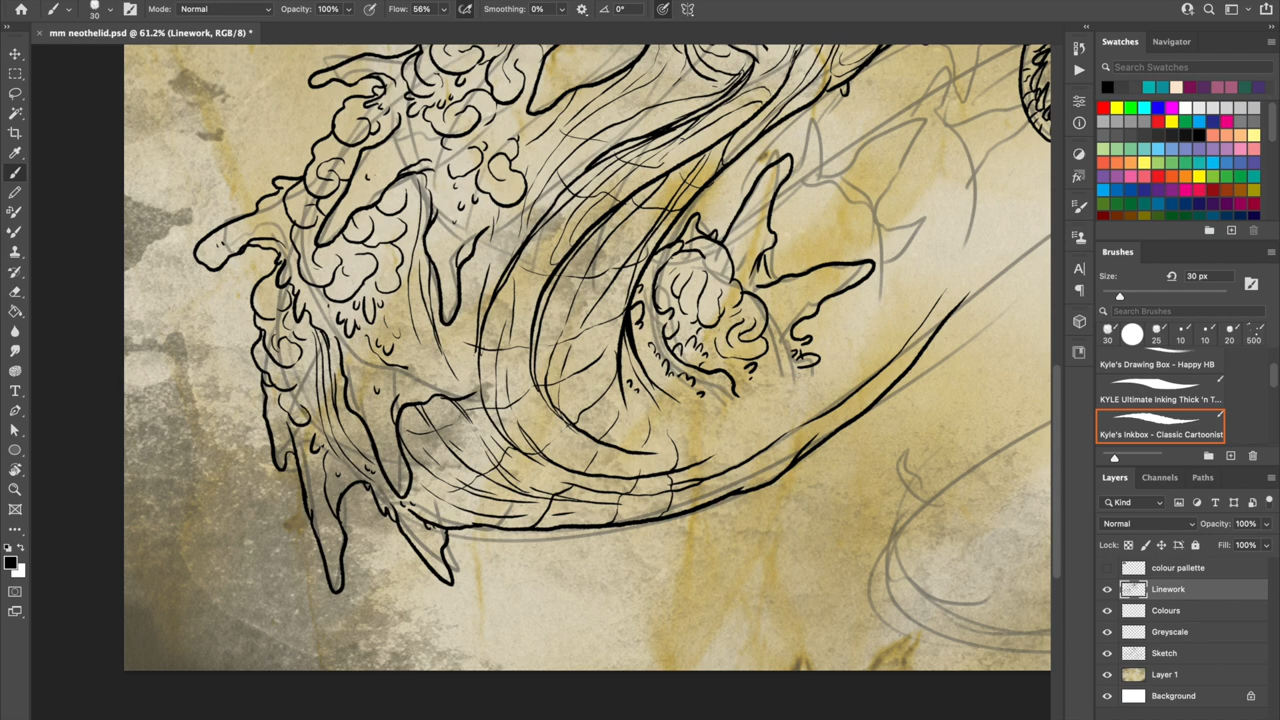 30
Mode: Normal
Opacity: 100%
Flow: 56%
Smoothing: 0%
0°
mm neothelid.psd @ 61.2% (Linework, RGB/8) *
Swatches
Navigator
Search Swatches
Brushes
Size:
30 px
Search Brushes
30
25
10
10
20
500
Kyle's Drawing Box - Happy HB
KYLE Ultimate Inking Thick 'n T...
Kyle's Inkbox - Classic Cartoonist
Layers
Channels
Paths
Kind
Normal
Opacity: 100%
Lock:
Fill: 100%
colour pallette
Linework
Colours
Greyscale
Sketch
Layer 1
Background